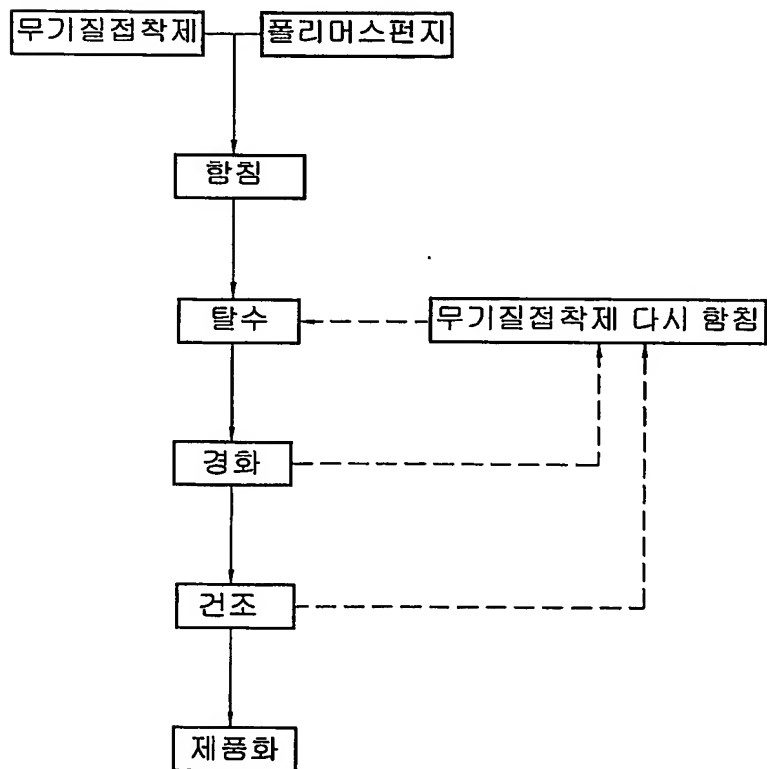 무기질접착제
폴리머스펀지
함침
탈수
무기질접착제 다시 함침
경화
건조
제품화